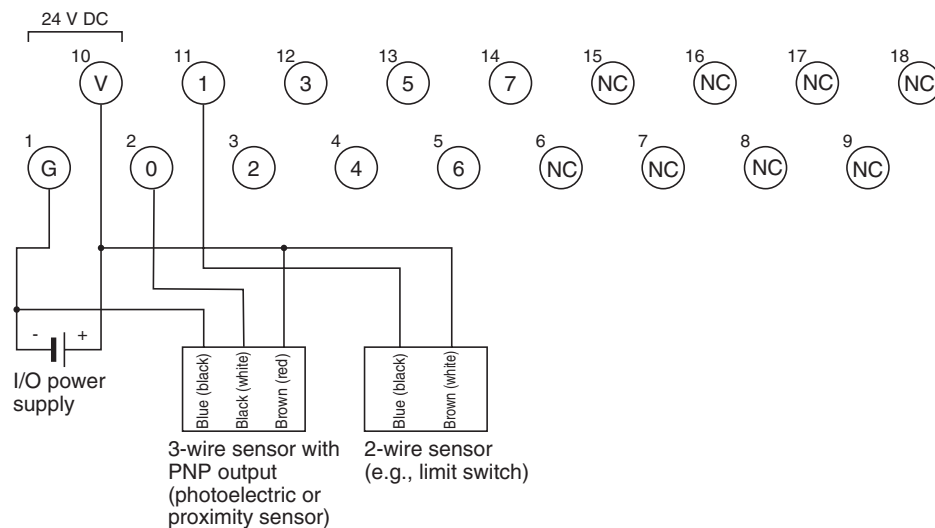 24 V DC
10 11 12 13 14 15 16 17 18
V 1 3 5 7 NC NC NC NC
1 2 3 4 5 6 7 8 9
G 0 2 4 6 NC NC NC NC
- +
I/O power
supply
Blue (black)
Black (white)
Brown (red)
3-wire sensor with
PNP output
(photoelectric or
proximity sensor)
Blue (black)
Brown (white)
2-wire sensor
(e.g., limit switch)